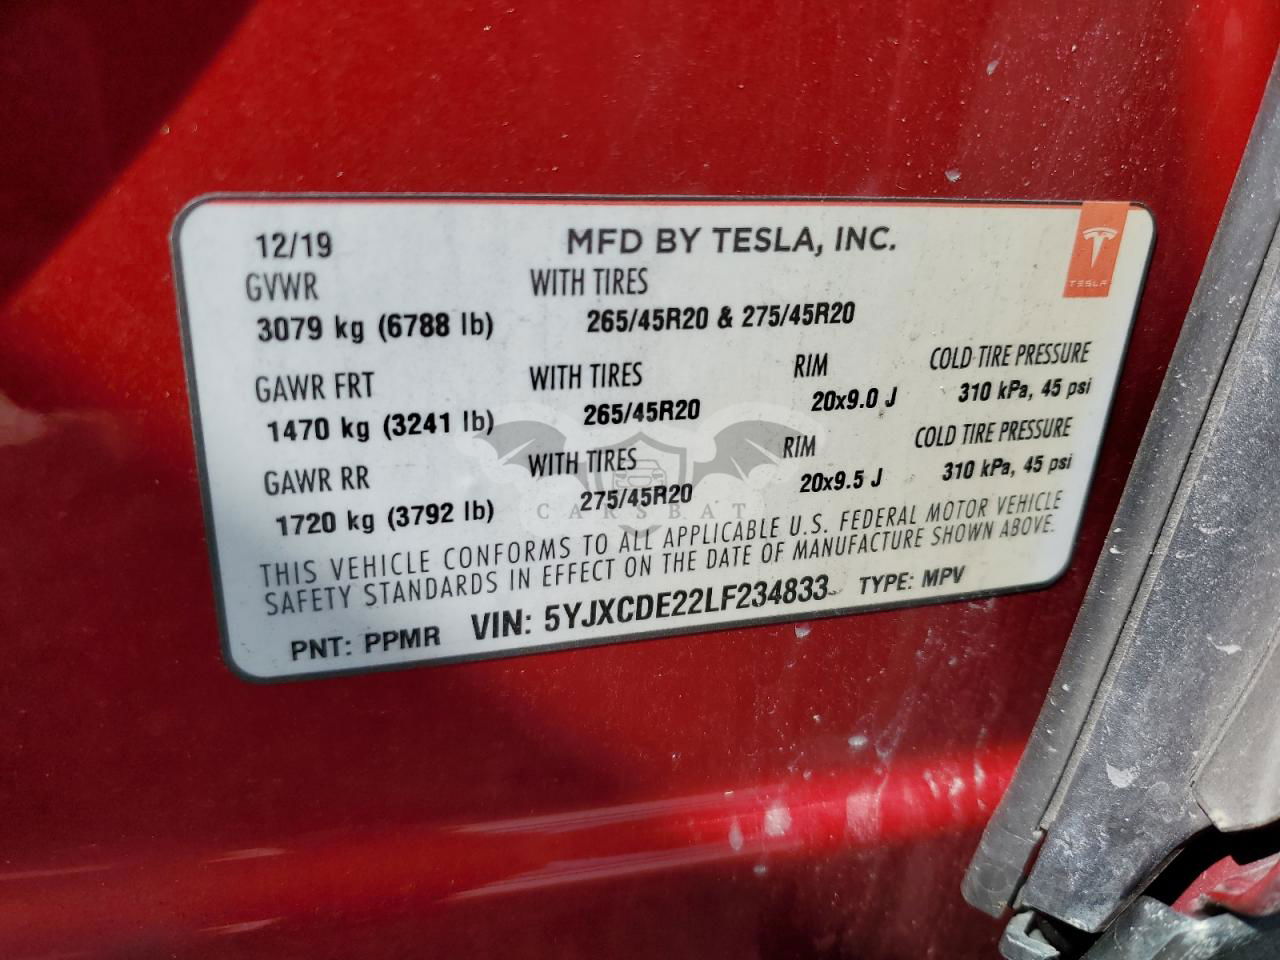 12/19 MFD BY TESLA, INC.
TESLA
GVWR WITH TIRES
3079 kg (6788 lb) 265/45R20 & 275/45R20
GAWR FRT WITH TIRES RIM COLD TIRE PRESSURE
1470 kg (3241 lb) 265/45R20 20x9.0 J 310 kPa, 45 psi
GAWR RR WITH TIRES RIM COLD TIRE PRESSURE
1720 kg (3792 lb) 275/45R20 20x9.5 J 310 kPa, 45 psi
CARSBAT
THIS VEHICLE CONFORMS TO ALL APPLICABLE U.S. FEDERAL MOTOR VEHICLE
SAFETY STANDARDS IN EFFECT ON THE DATE OF MANUFACTURE SHOWN ABOVE.
PNT: PPMR VIN: 5YJXCDE22LF234833 TYPE: MPV